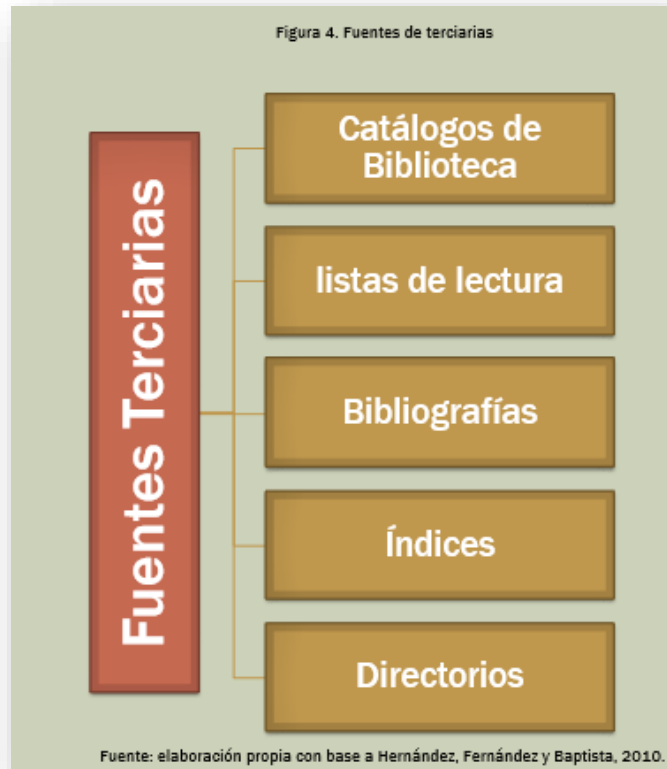 Figura 4. Fuentes de terciarias
Fuentes Terciarias
Catálogos de
Biblioteca
listas de lectura
Bibliografías
Índices
Directorios
Fuente: elaboración propia con base a Hernández, Fernández y Baptista, 2010.